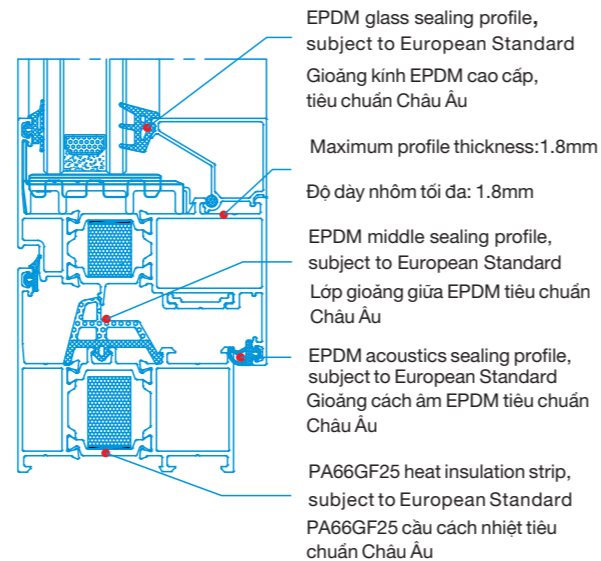 EPDM glass sealing profile,
subject to European Standard
Gioảng kính EPDM cao cấp,
tiêu chuẩn Châu Âu
Maximum profile thickness:1.8mm
Độ dày nhôm tối đa: 1.8mm
EPDM middle sealing profile,
subject to European Standard
Lớp gioảng giữa EPDM tiêu chuẩn
Châu Âu
EPDM acoustics sealing profile,
subject to European Standard
Gioảng cách âm EPDM tiêu chuẩn
Châu Âu
PA66GF25 heat insulation strip,
subject to European Standard
PA66GF25 cầu cách nhiệt tiêu
chuẩn Châu Âu